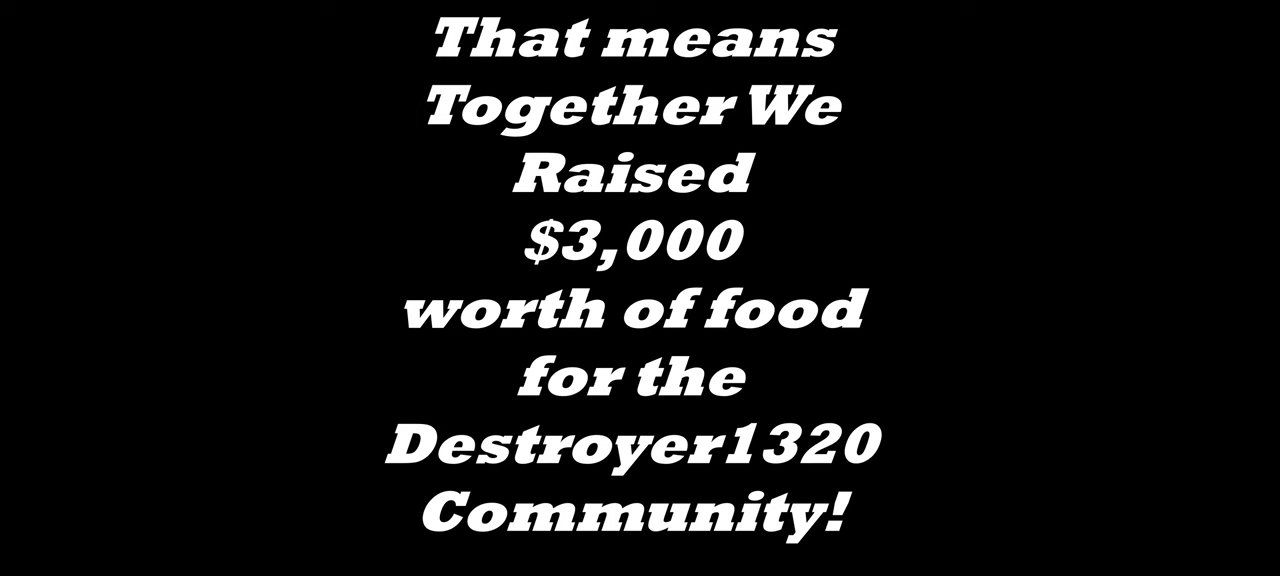 That means
Together We
Raised
$3,000
worth of food
for the
Destroyer1320
Community!